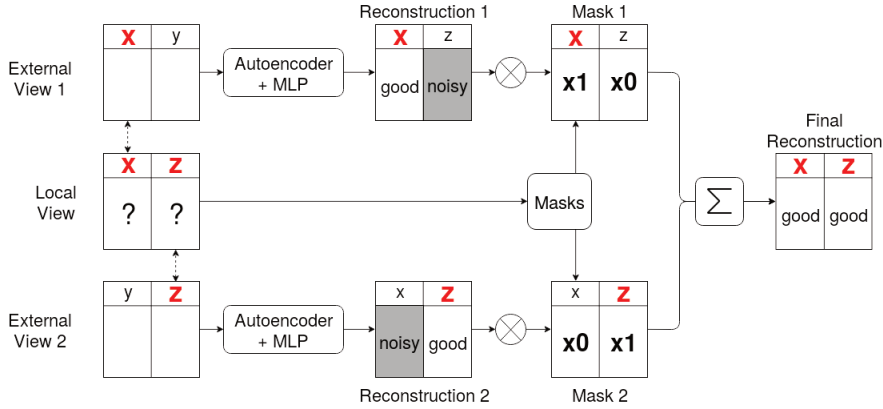 Reconstruction 1
Mask 1
x y
x z
x z
External
View 1
Autoencoder
+ MLP
good noisy
x1 x0
Final
Reconstruction
x z
x z
Local
View
? ?
Masks
Σ
good good
y z
x z
x z
External
View 2
Autoencoder
+ MLP
noisy good
x0 x1
Reconstruction 2
Mask 2